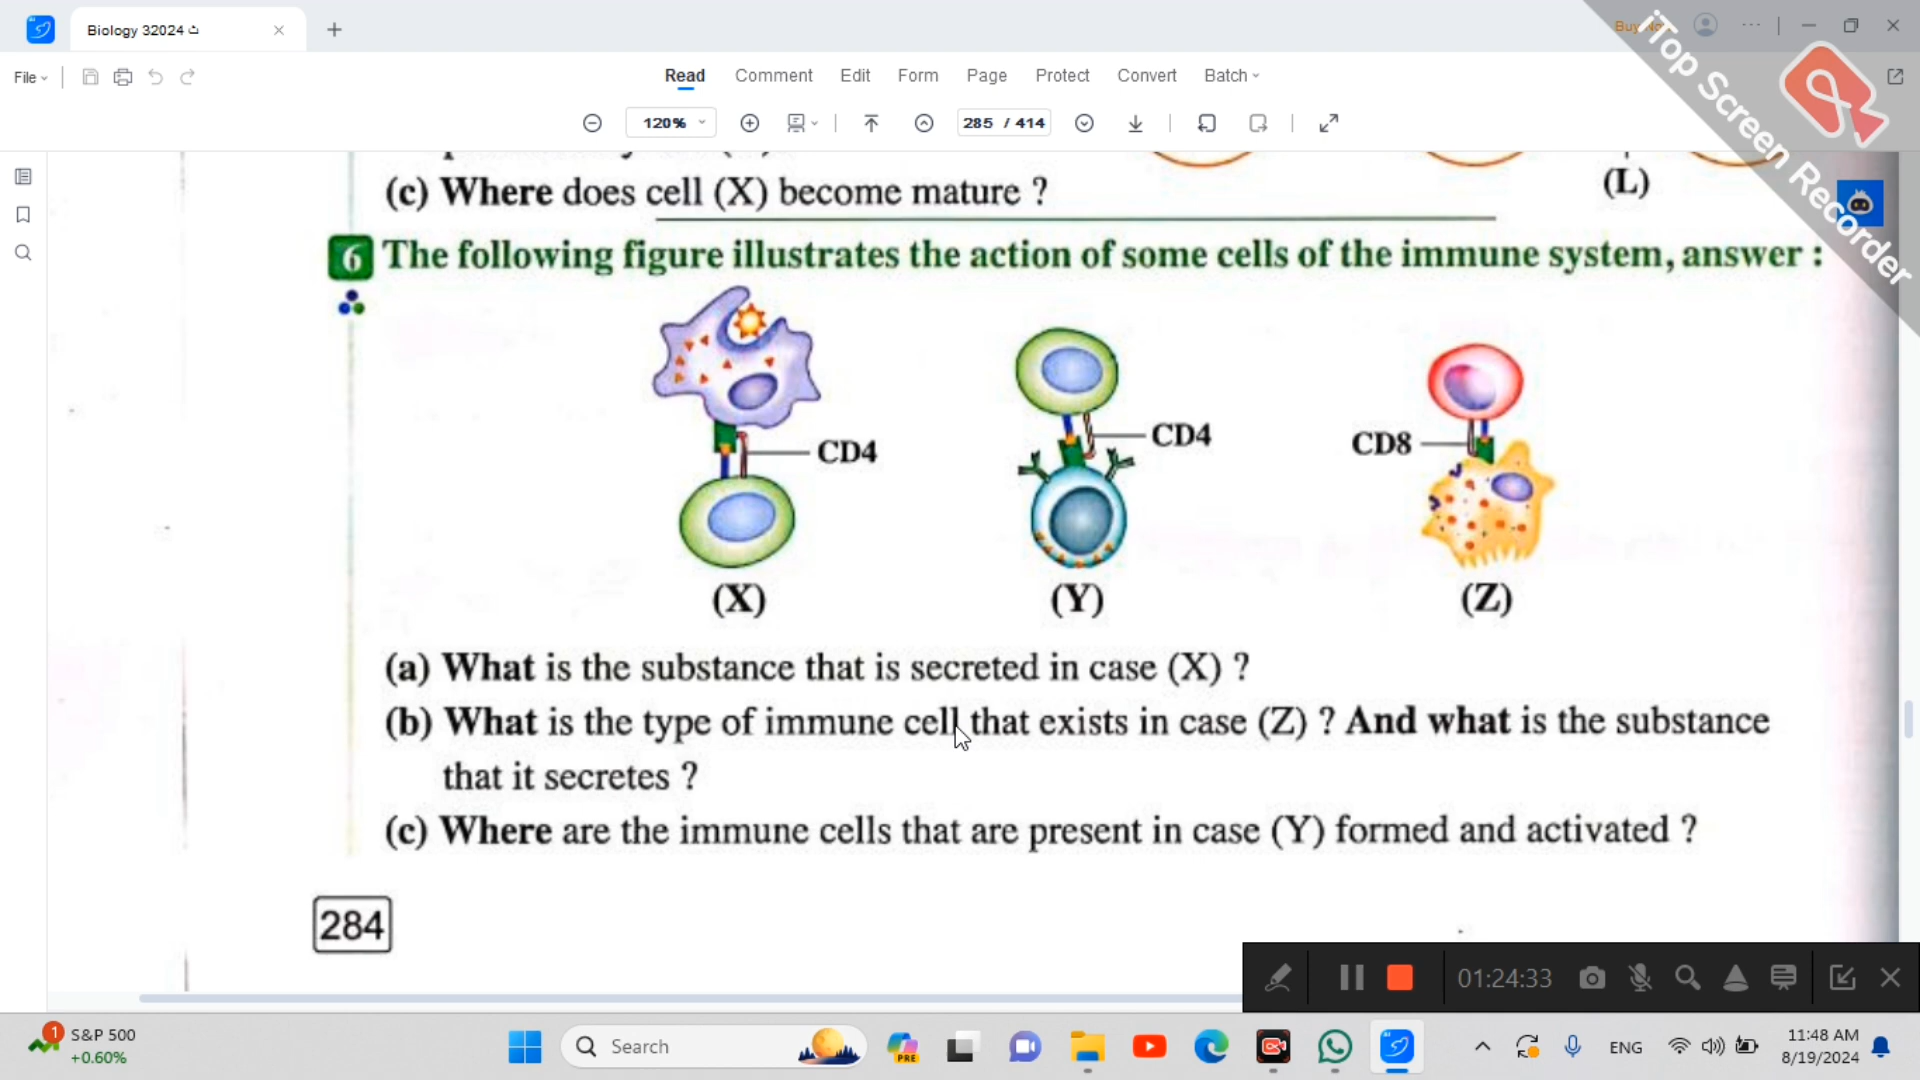 Biology 32024 ث
Buy No
iTop Screen Recorder
File
Read Comment Edit Form Page Protect Convert Batch
120%
285 / 414
(c) Where does cell (X) become mature ?
(L)
6 The following figure illustrates the action of some cells of the immune system, answer :
CD4
CD4
CD8
(X)
(Y)
(Z)
(a) What is the substance that is secreted in case (X) ?
(b) What is the type of immune cell that exists in case (Z) ? And what is the substance
that it secretes ?
(c) Where are the immune cells that are present in case (Y) formed and activated ?
284
01:24:33
1
S&P 500
+0.60%
Search
PRE
ENG
11:48 AM
8/19/2024